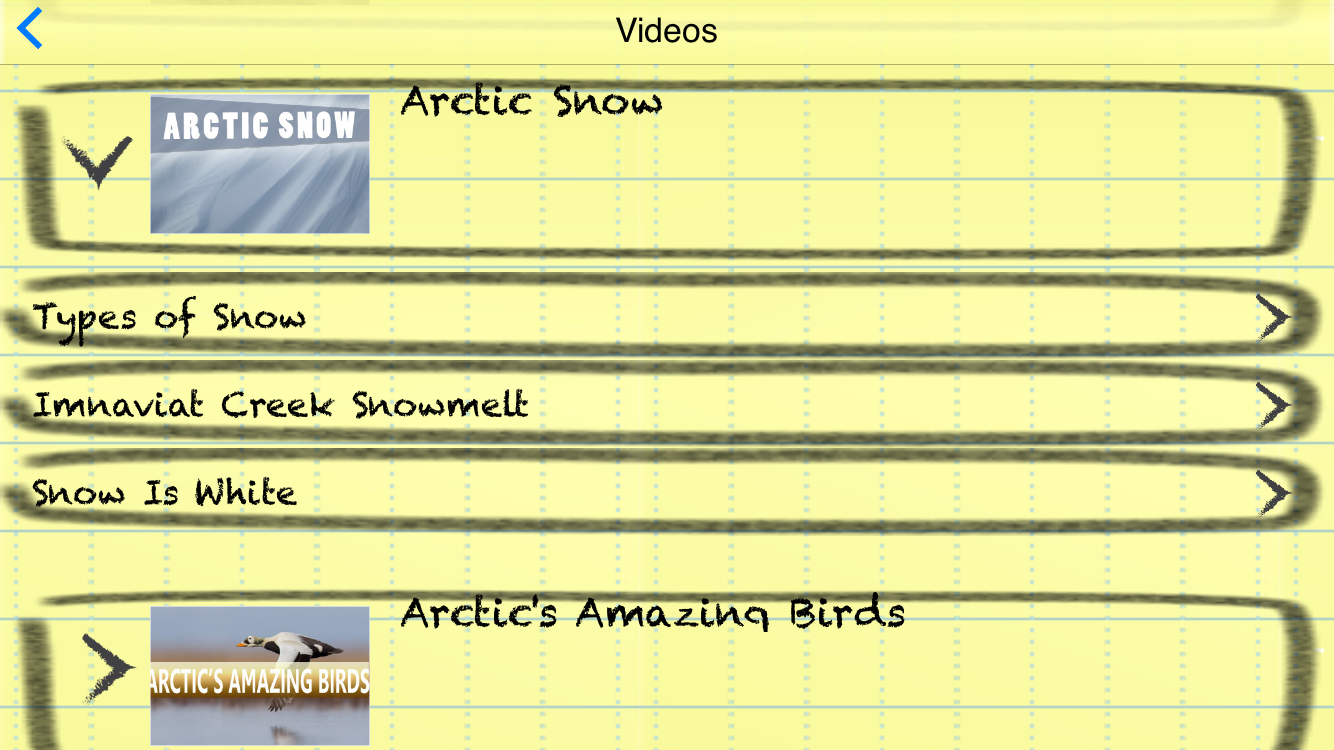 Videos
Arctic Snow
ARCTIC SNOW
Types of Snow
Imnaviat Creek Snowmelt
Snow Is White
Arctic's Amazing Birds
ARCTIC'S AMAZING BIRDS